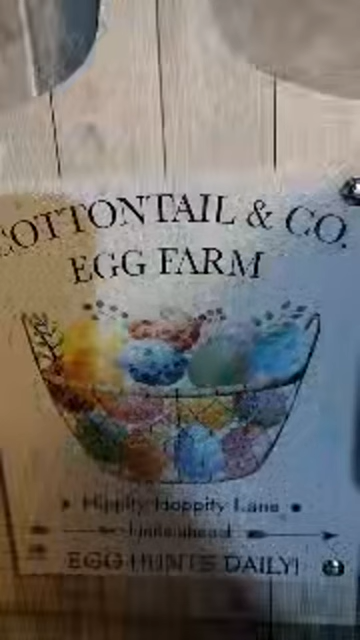 COTTONTAIL & CO.
EGG FARM
Hippity Hoppity Lane
EGG HUNTS DAILY!